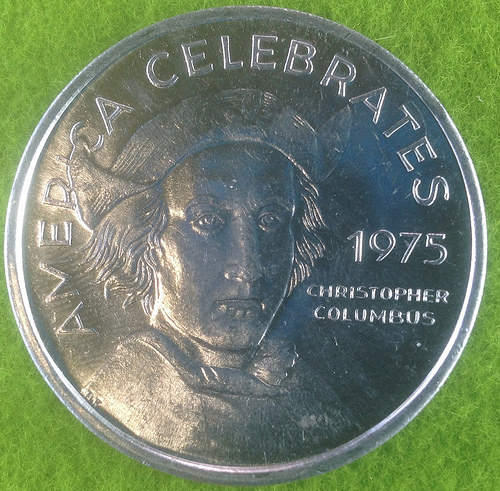 AMERICA CELEBRATES
1975
CHRISTOPHER
COLUMBUS